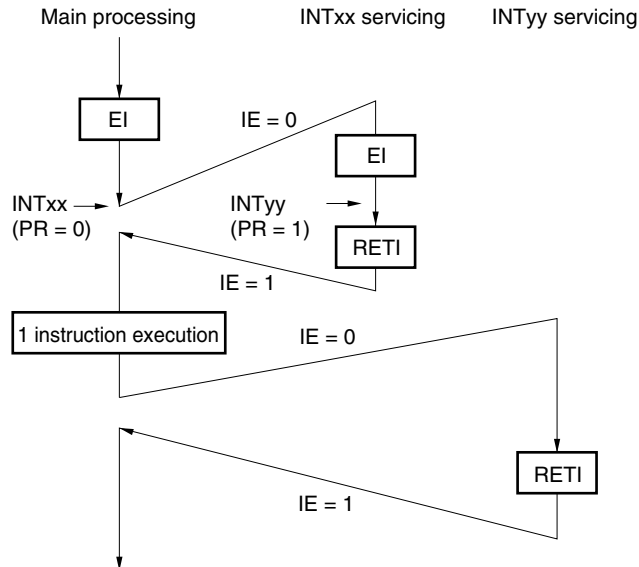 Main processing
INTxx servicing
INTyy servicing
EI
IE = 0
EI
INTxx
(PR = 0)
INTyy
(PR = 1)
RETI
IE = 1
1 instruction execution
IE = 0
RETI
IE = 1